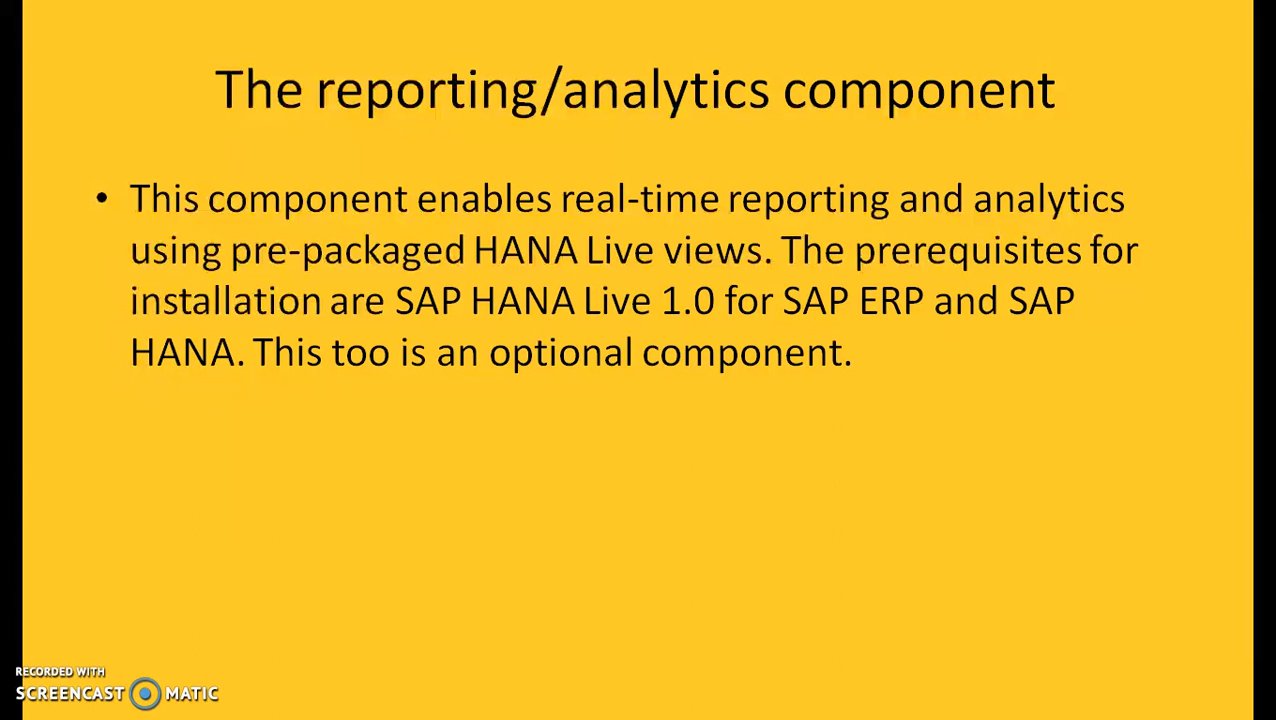 The reporting/analytics component
• This component enables real-time reporting and analytics
using pre-packaged HANA Live views. The prerequisites for
installation are SAP HANA Live 1.0 for SAP ERP and SAP
HANA. This too is an optional component.
RECORDED WITH
SCREENCAST MATIC